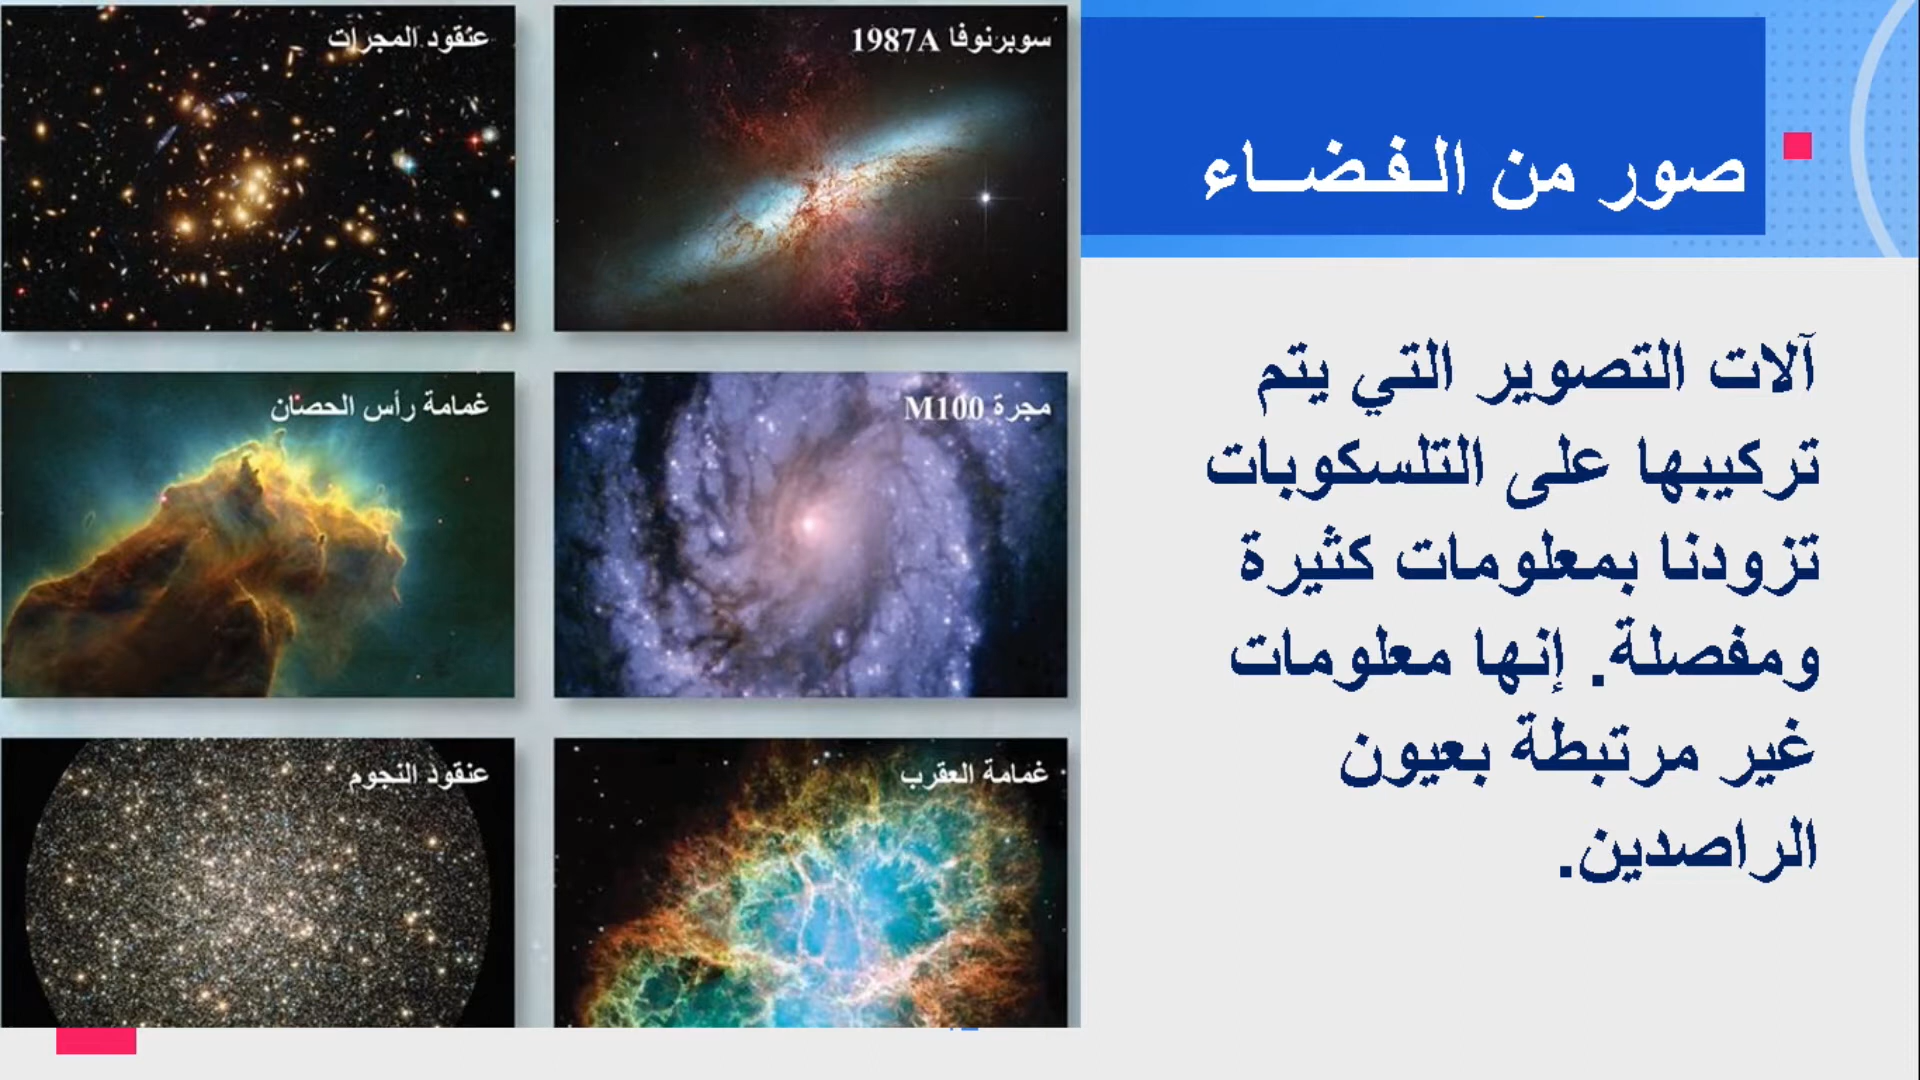 صور من الـفـضــاء
آلات التصوير التي يتم
تركيبها على التلسكوبات
تزودنا بمعلومات كثيرة
ومفصلة. إنها معلومات
غير مرتبطة بعيون
الراصدين.
سوبرنوفا 1987A
عنقود المجرات
مجرة M100
غمامة رأس الحصان
غمامة العقرب
عنقود النجوم